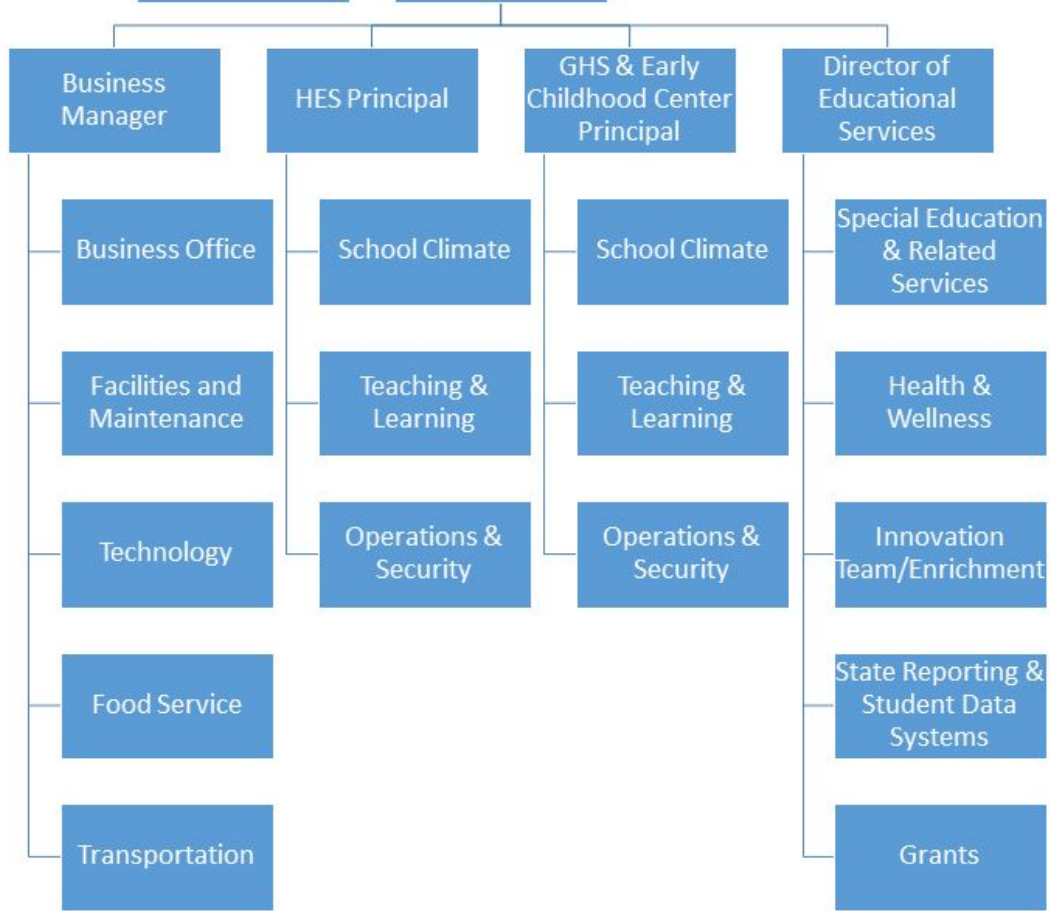 Business
Manager
HES Principal
GHS & Early
Childhood Center
Principal
Director of
Educational
Services
Business Office
School Climate
School Climate
Special Education
& Related
Services
Facilities and
Maintenance
Teaching &
Learning
Teaching &
Learning
Health &
Wellness
Technology
Operations &
Security
Operations &
Security
Innovation
Team/Enrichment
Food Service
State Reporting &
Student Data
Systems
Transportation
Grants